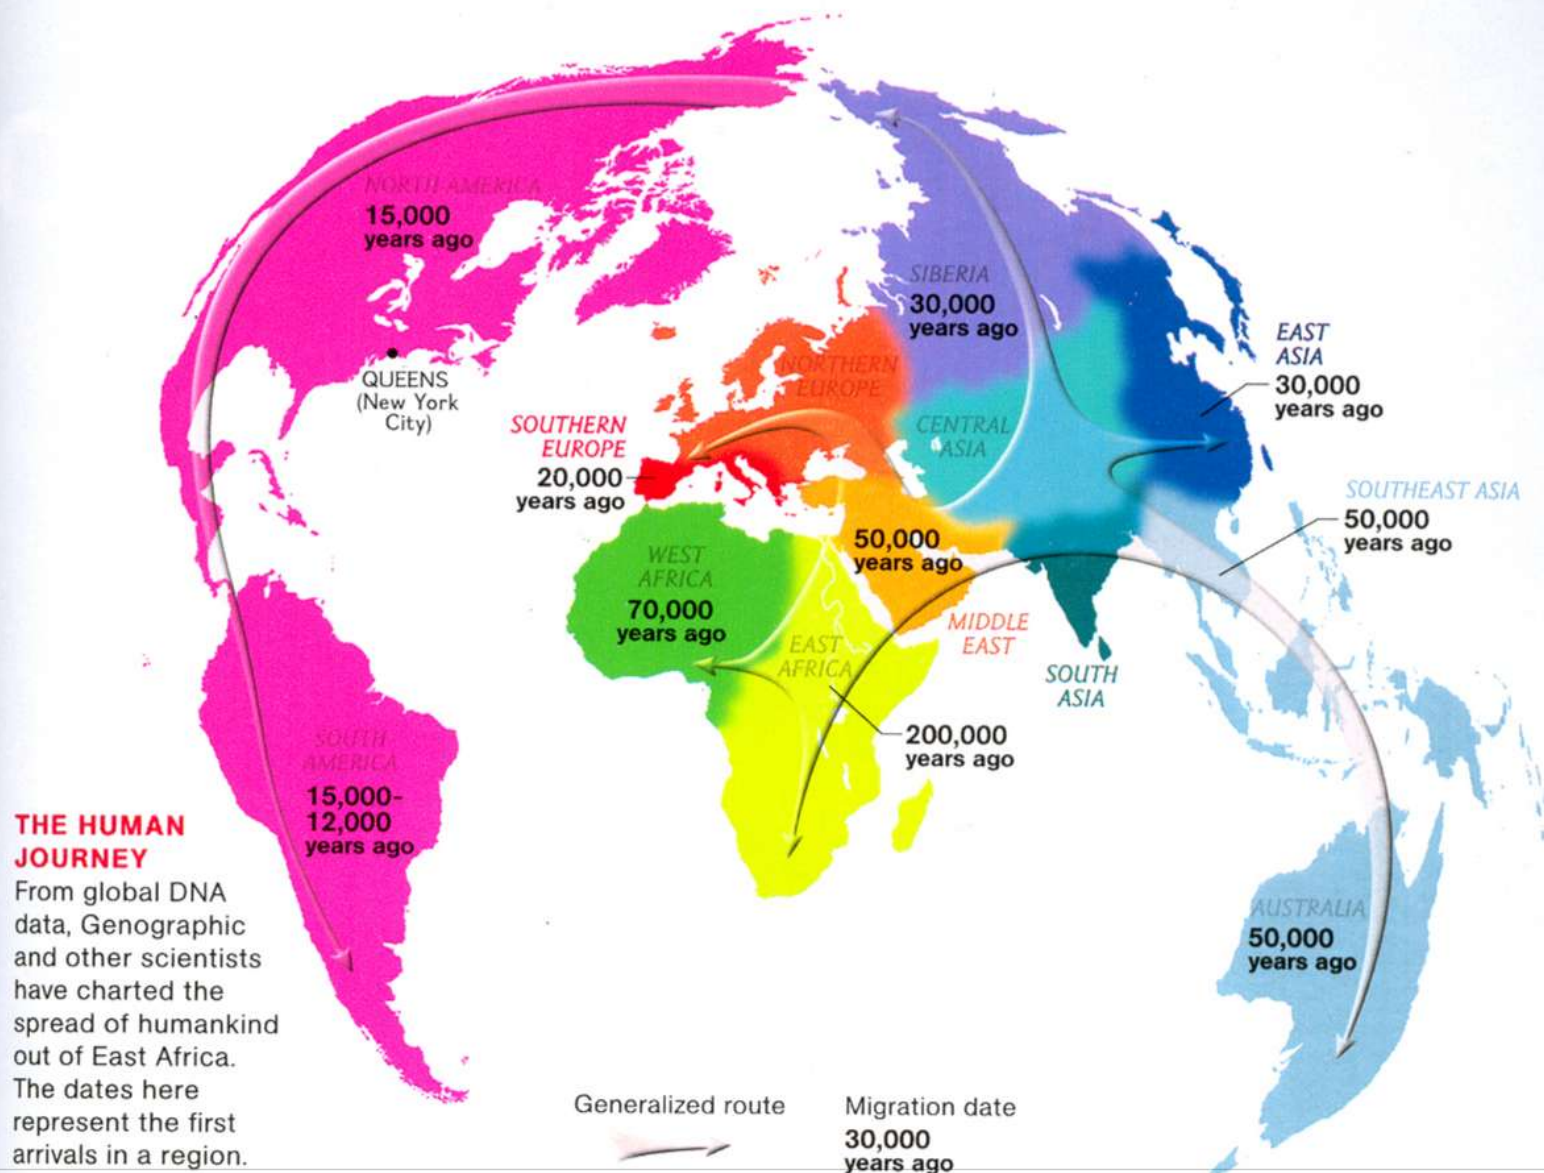 NORTH AMERICA
15,000
years ago
QUEENS
(New York
City)
SIBERIA
30,000
years ago
EAST
ASIA
30,000
years ago
NORTHERN
EUROPE
SOUTHERN
EUROPE
20,000
years ago
CENTRAL
ASIA
SOUTHEAST ASIA
50,000
years ago
50,000
years ago
MIDDLE
EAST
WEST
AFRICA
70,000
years ago
EAST
AFRICA
200,000
years ago
SOUTH
ASIA
SOUTH
AMERICA
15,000-
12,000
years ago
AUSTRALIA
50,000
years ago
THE HUMAN
JOURNEY
From global DNA
data, Genographic
and other scientists
have charted the
spread of humankind
out of East Africa.
The dates here
represent the first
arrivals in a region.
Generalized route
Migration date
30,000
years ago